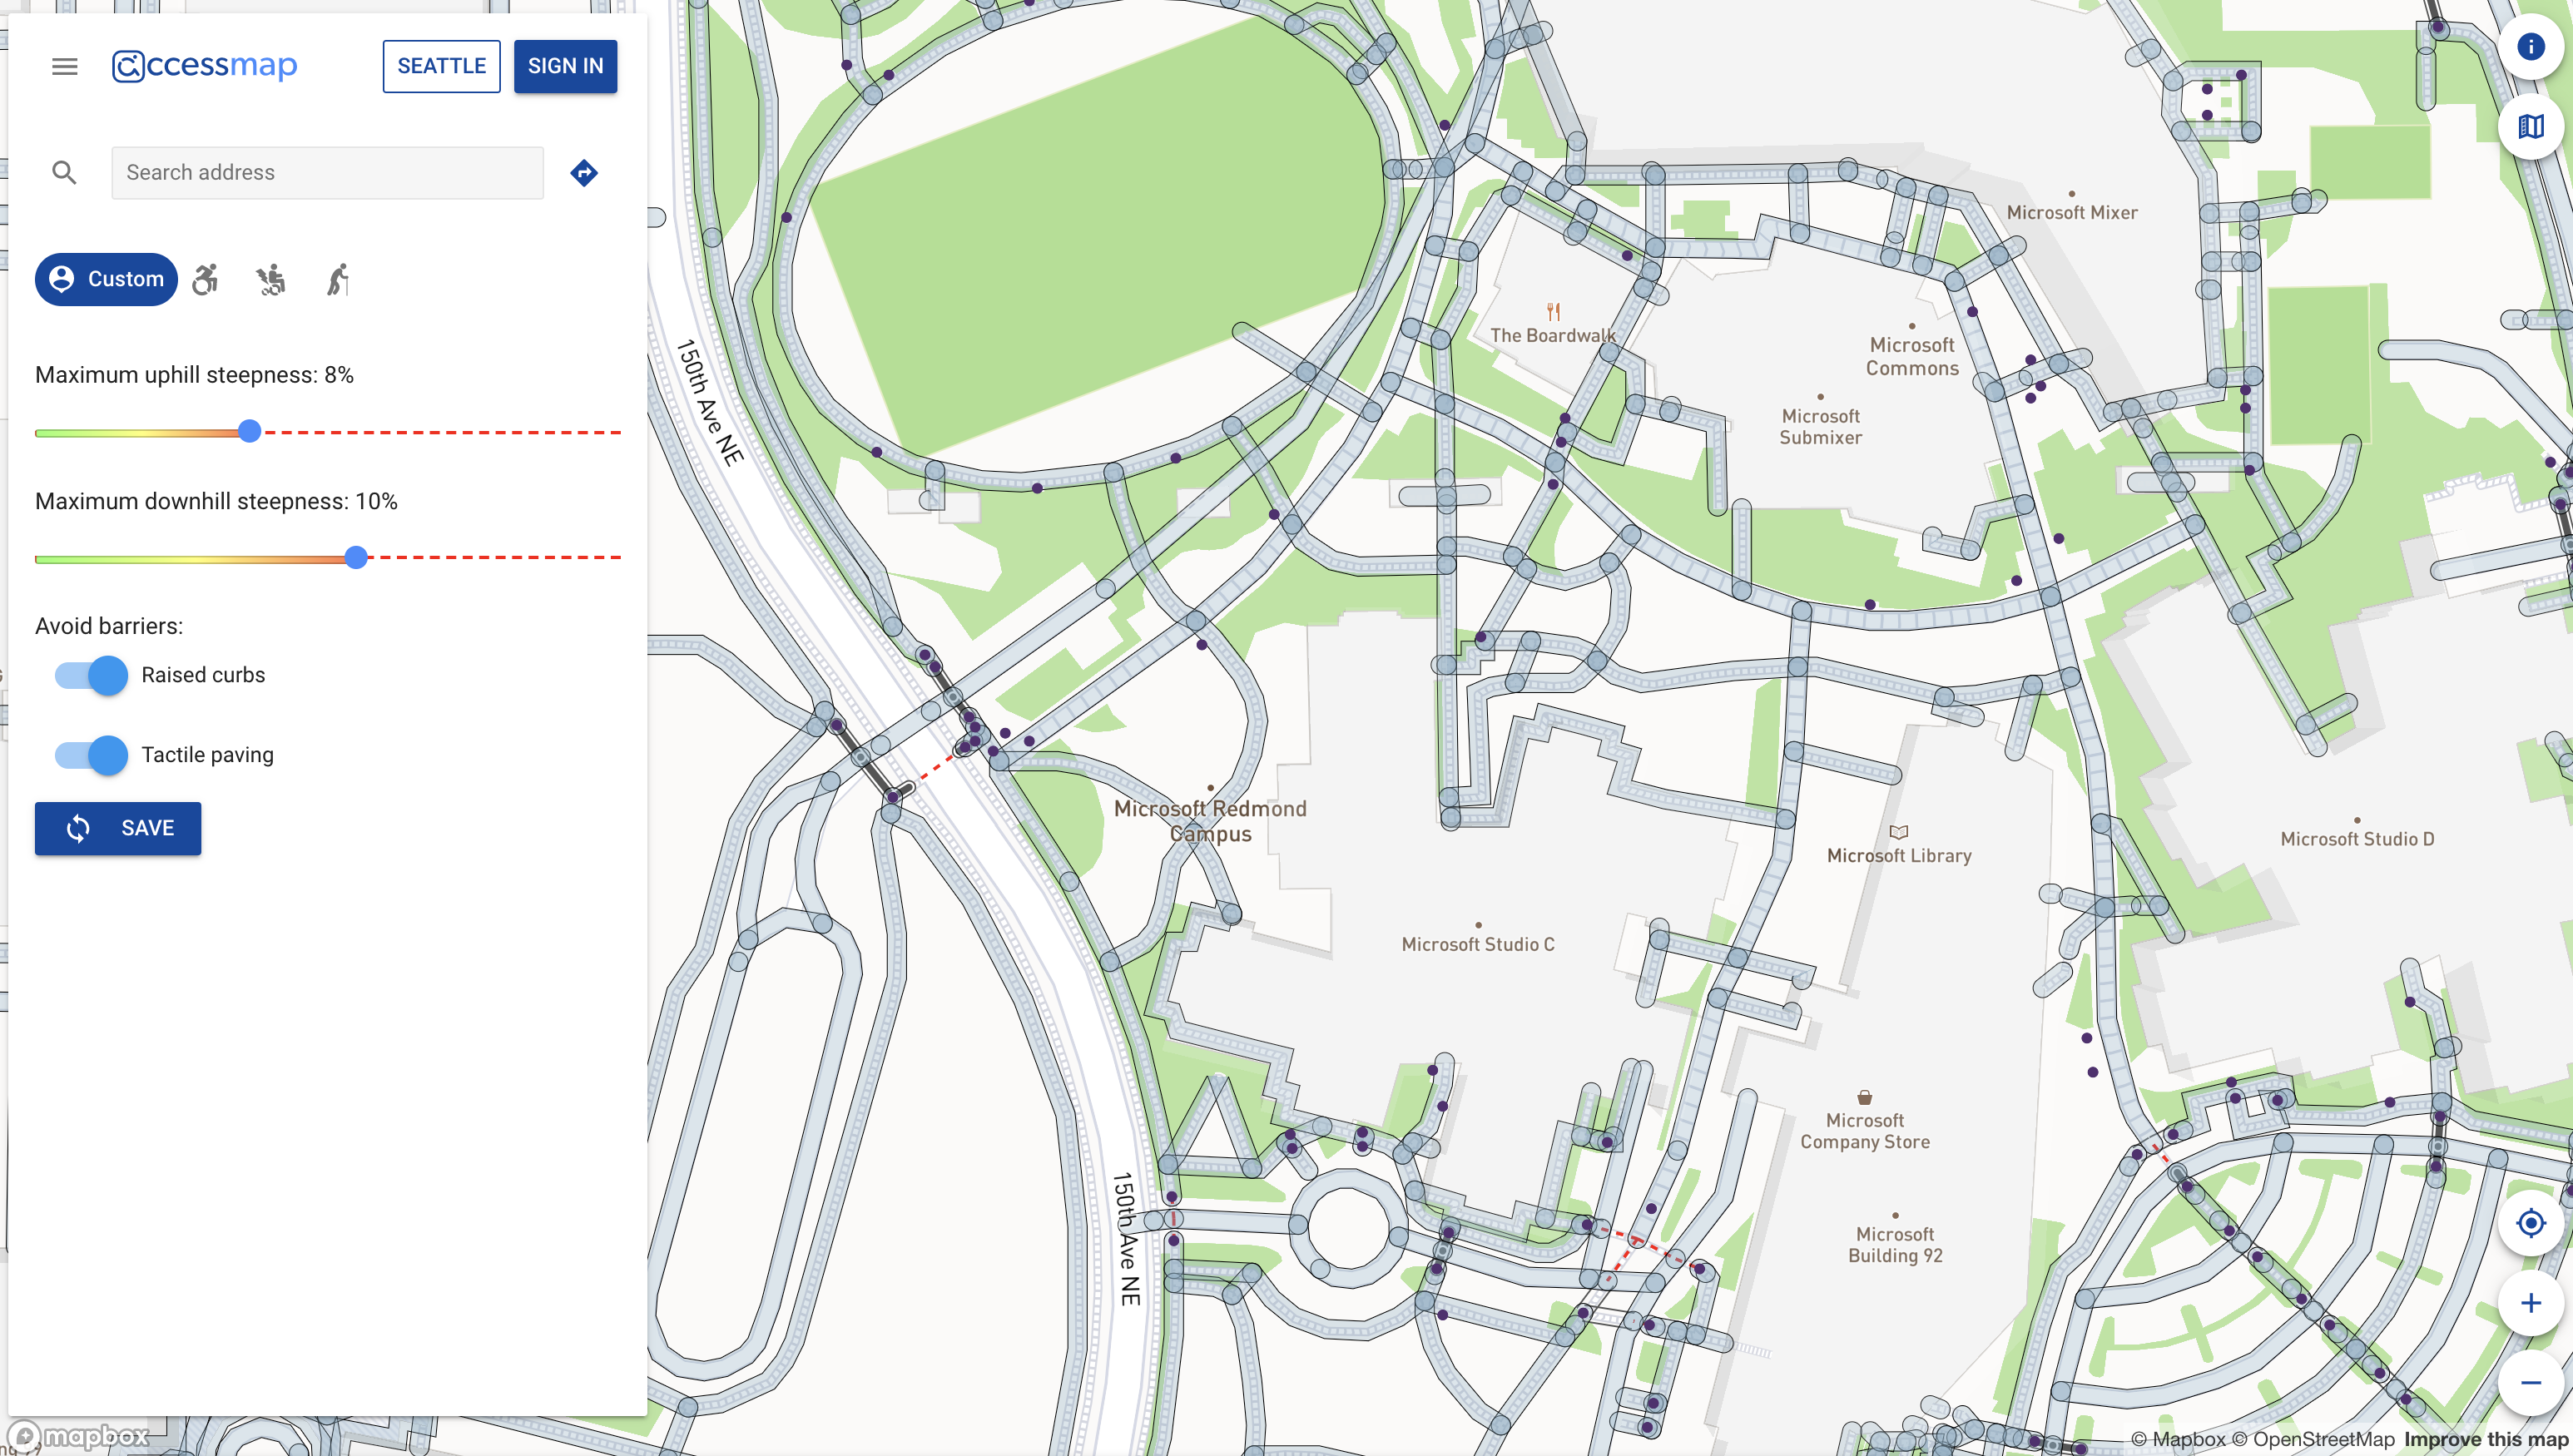 accessmap
SEATTLE
SIGN IN
Search address
Custom
Maximum uphill steepness: 8%
Maximum downhill steepness: 10%
Avoid barriers:
Raised curbs
Tactile paving
SAVE
mapbox
150th Ave NE
150th Ave NE
The Boardwalk
Microsoft Mixer
Microsoft
Commons
Microsoft
Submixer
Microsoft Redmond
Campus
Microsoft Library
Microsoft Studio D
Microsoft Studio C
Microsoft
Company Store
Microsoft
Building 92
© Mapbox © OpenStreetMap Improve this map